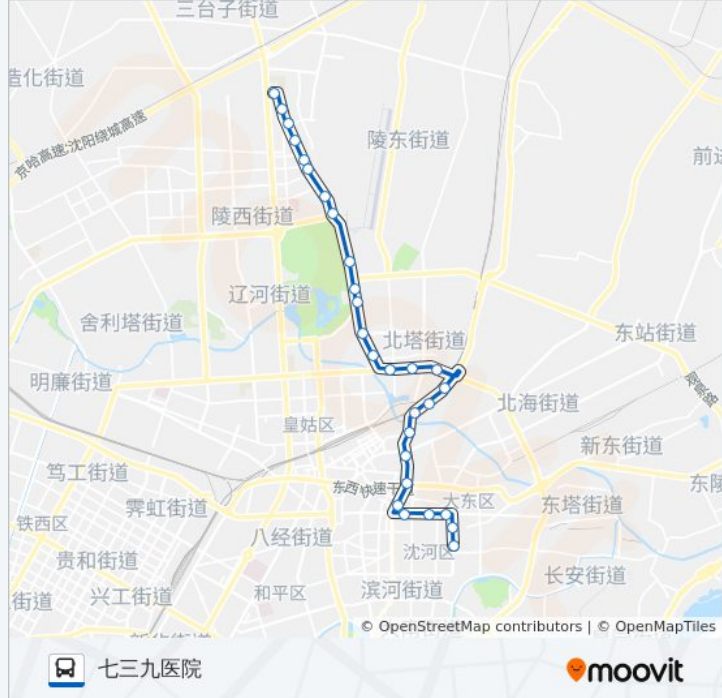 三台子街道
造化街道
京哈高速;沈阳绕城高速
陵东街道
陵西街道
辽河街道
舍利塔街道
北塔街道
东站街道
明廉街道
北海街道
皇姑区
新东街道
笃工街道
东西快速干
大东区
霁虹街道
东塔街道
铁西区
八经街道
沈河区
贵和街道
长安街道
和平区
滨河街道
兴工街道
街道
© OpenStreetMap contributors | © OpenMapTiles
七三九医院
moovit